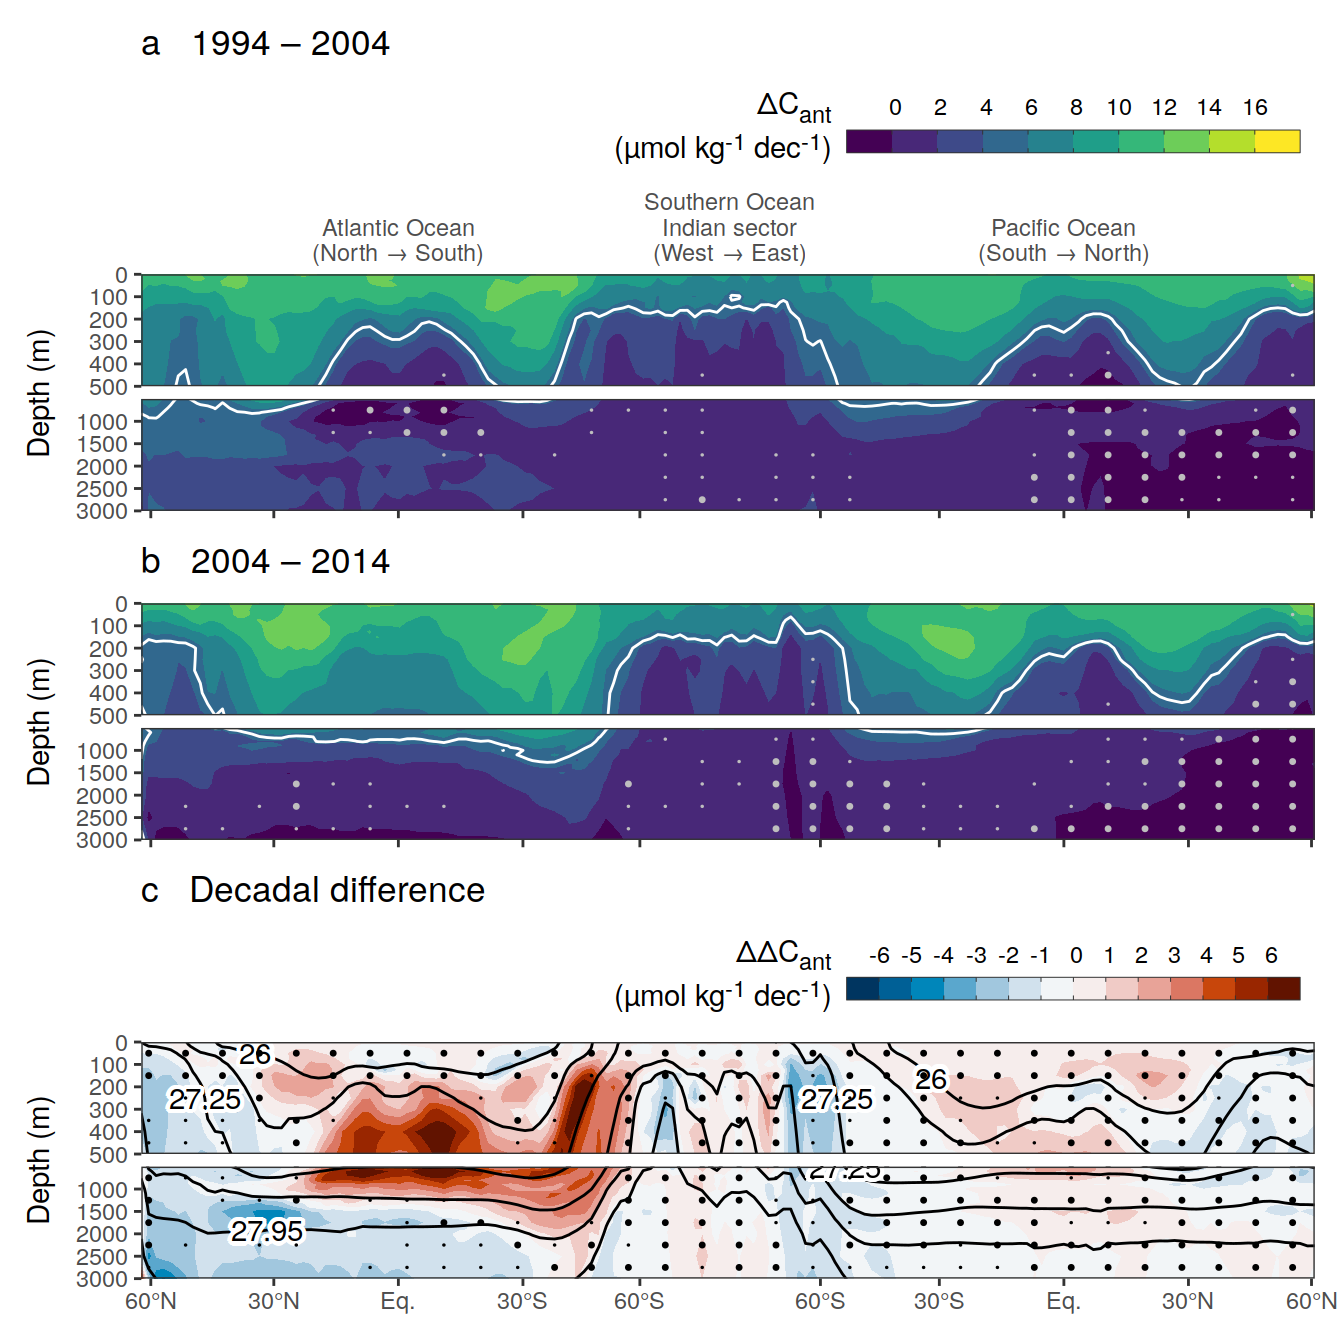 a 1994 – 2004
ΔCant
(μmol kg-1 dec-1)
0 2 4 6 8 10 12 14 16
Atlantic Ocean
(North → South)
Southern Ocean
Indian sector
(West → East)
Pacific Ocean
(South → North)
Depth (m)
0
100
200
300
400
500
1000
1500
2000
2500
3000
b 2004 – 2014
Depth (m)
0
100
200
300
400
500
1000
1500
2000
2500
3000
c Decadal difference
ΔΔCant
(μmol kg-1 dec-1)
-6 -5 -4 -3 -2 -1 0 1 2 3 4 5 6
Depth (m)
0
100
200
300
400
500
1000
1500
2000
2500
3000
26
27.25
26
27.25
27.25
27.95
60°N 30°N Eq. 30°S 60°S 60°S 30°S Eq. 30°N 60°N